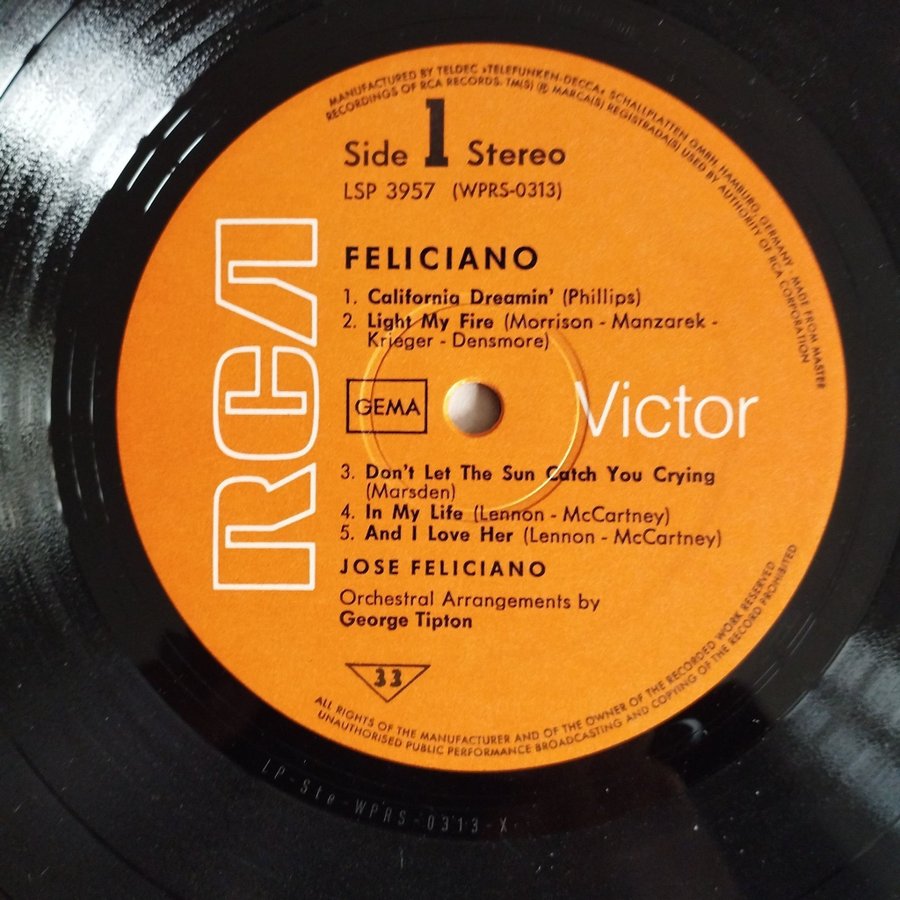 MANUFACTURED BY TELDEC »TELEFUNKEN-DECCA« SCHALLPLATTEN GMBH, HAMBURG, GERMANY - MADE FROM MASTER
RECORDINGS OF RCA RECORDS. TM(S) ® MARCA(S) REGISTRADA(S) USED BY AUTHORITY OF RCA CORPORATION
Side 1 Stereo
LSP 3957 (WPRS-0313)
RCA
FELICIANO
1. California Dreamin' (Phillips)
2. Light My Fire (Morrison - Manzarek -
Krieger - Densmore)
GEMA
Victor
3. Don't Let The Sun Catch You Crying
(Marsden)
4. In My Life (Lennon - McCartney)
5. And I Love Her (Lennon - McCartney)
JOSE FELICIANO
Orchestral Arrangements by
George Tipton
33
ALL RIGHTS OF THE MANUFACTURER AND OF THE OWNER OF THE RECORDED WORK RESERVED
UNAUTHORISED PUBLIC PERFORMANCE BROADCASTING AND COPYING OF THE RECORD PROHIBITED
LP-Ste-WPRS-0313-X